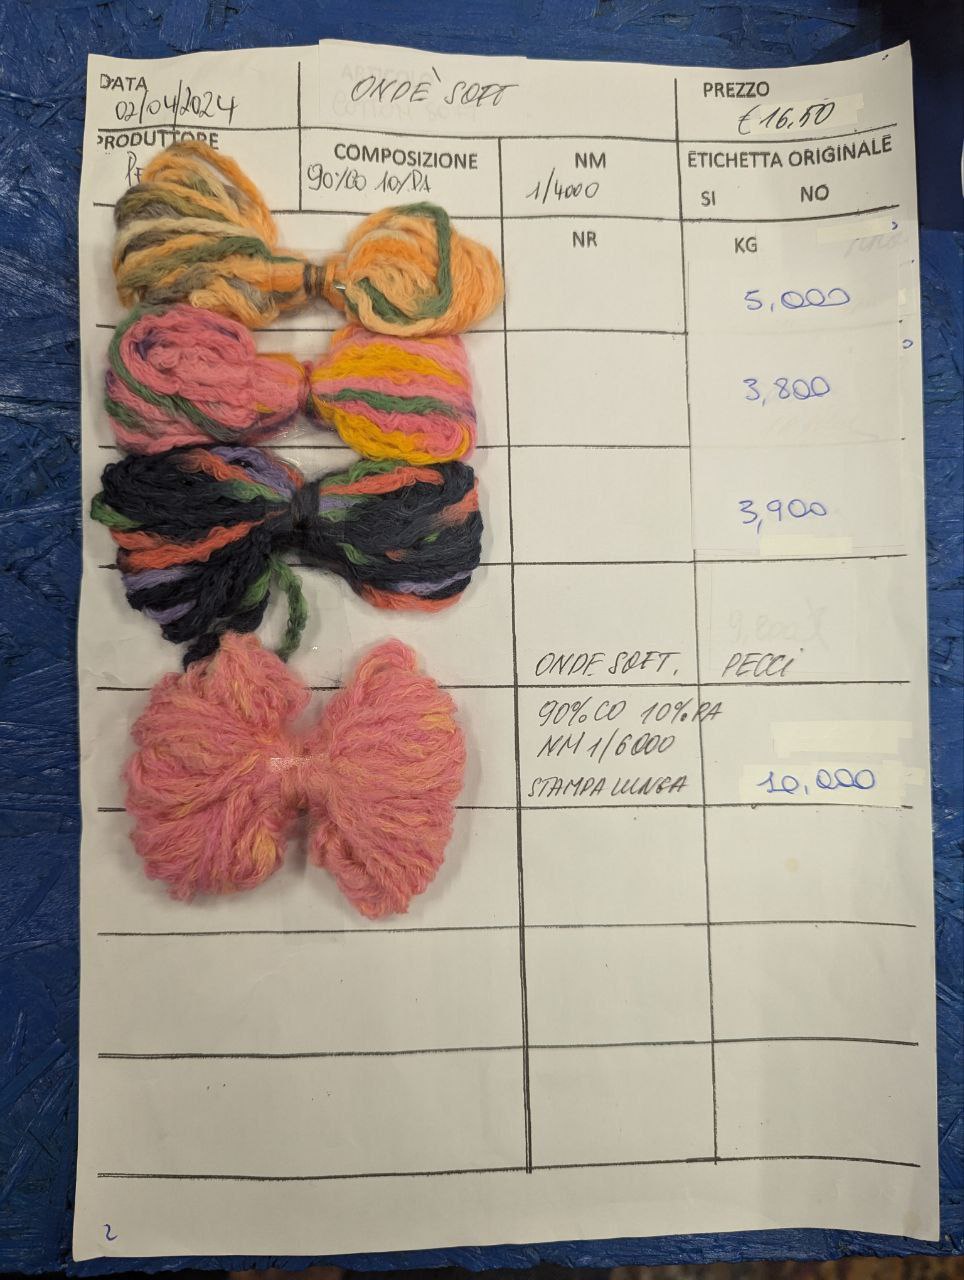 DATA
02/04/2024
ONDE SOFT
PREZZO
€ 16,50
PRODUTTORE
COMPOSIZIONE
90%CO 10%PA
NM
1/4000
ETICHETTA ORIGINALE
SI NO
NR
KG
5,000
3,800
3,900
ONDE SOFT. PECCI
90%CO 10%PA
NM 1/6000
STAMPA LUNGA
10,000
2